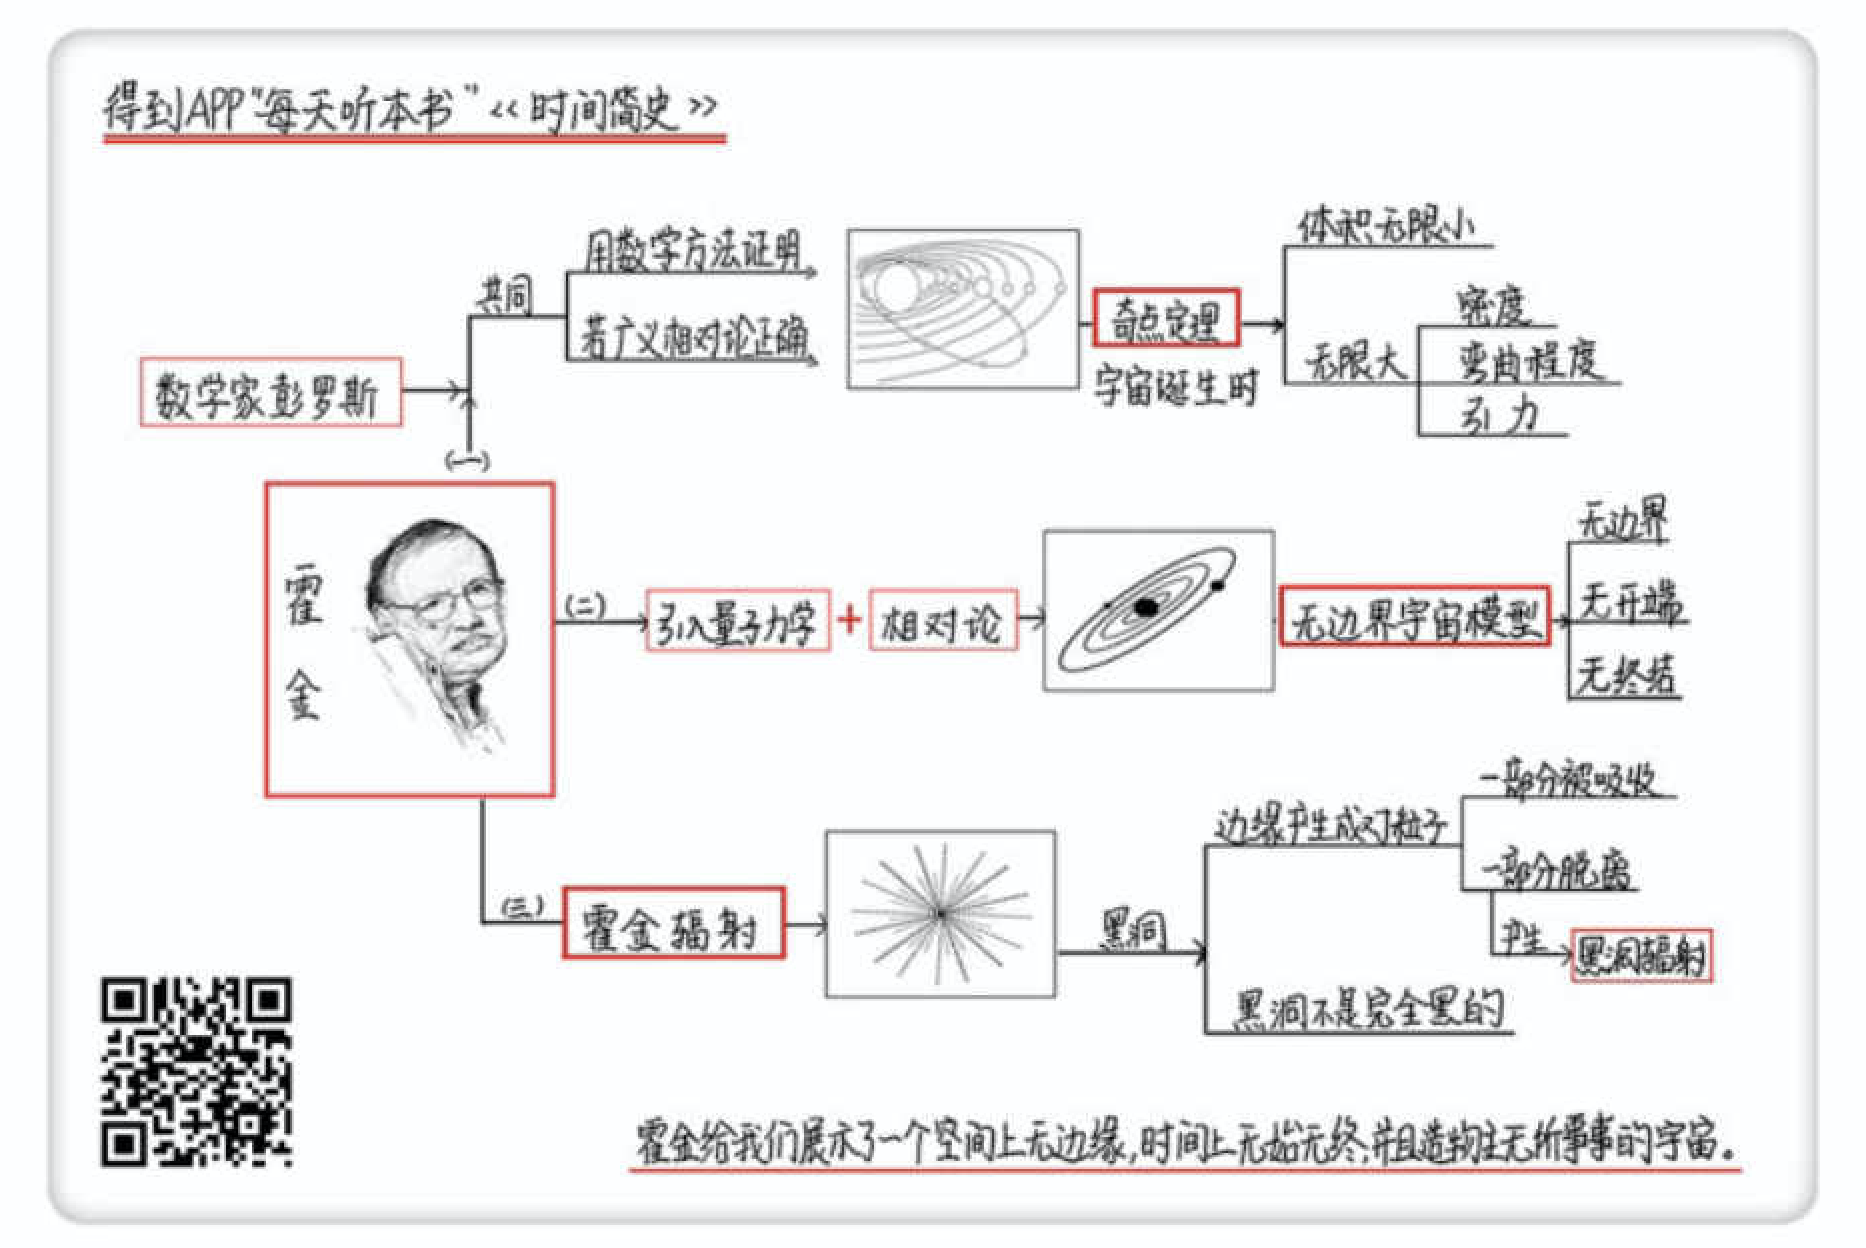 得到APP“每天听本书”《时间简史》
数学家彭罗斯
共同
用数学方法证明
若广义相对论正确
奇点定理
宇宙诞生时
体积无限小
无限大
密度
弯曲程度
引力
(一)
霍金
(二)
引入量子力学
+
相对论
无边界宇宙模型
无边界
无开端
无终结
(三)
霍金辐射
黑洞
边缘产生成对粒子
一部分被吸收
一部分脱离
产生
黑洞辐射
黑洞不是完全黑的
霍金给我们展示了一个空间上无边缘,时间上无始无终,并且造物主无所事事的宇宙。